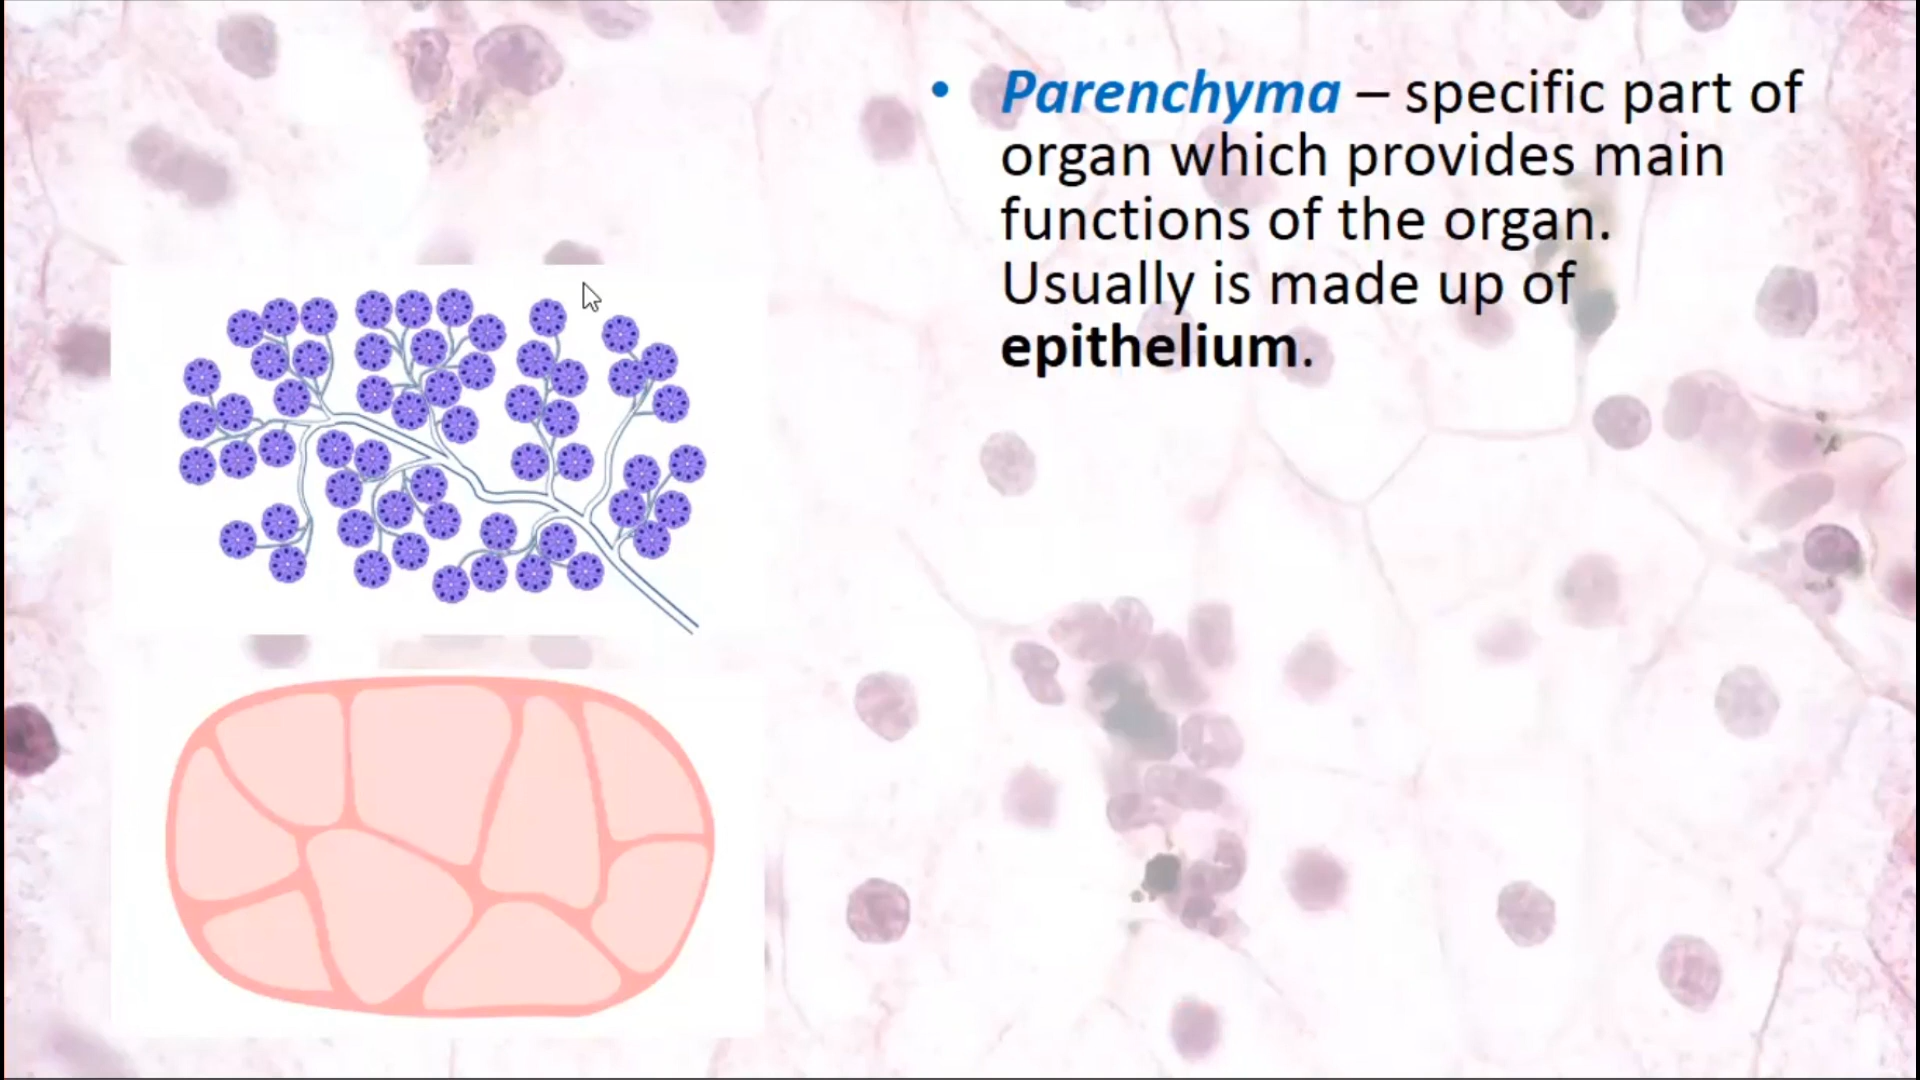 • Parenchyma – specific part of
organ which provides main
functions of the organ.
Usually is made up of
epithelium.